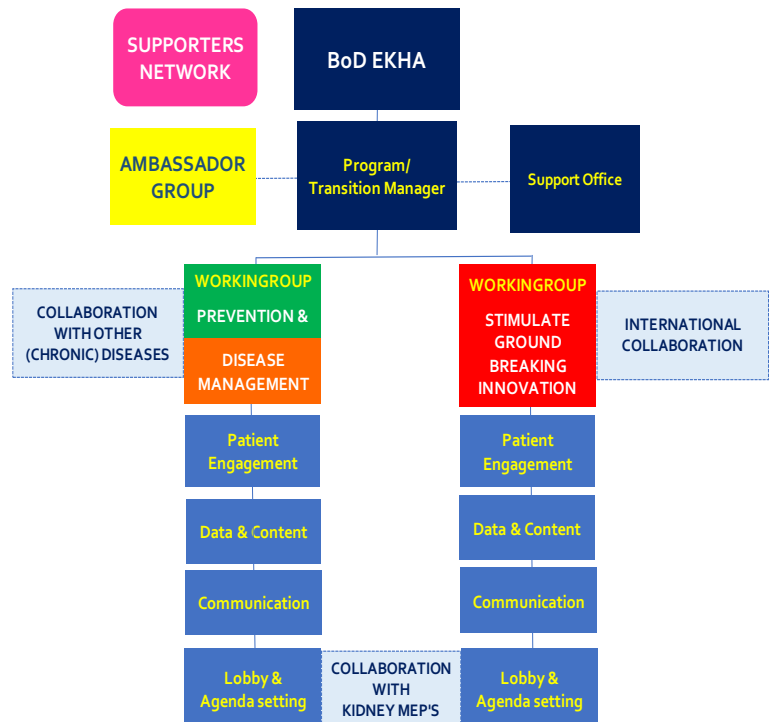 SUPPORTERS
NETWORK
BoD EKHA
AMBASSADOR
GROUP
Program/
Transition Manager
Support Office
COLLABORATION
WITH OTHER
(CHRONIC) DISEASES
WORKINGROUP
PREVENTION &
DISEASE
MANAGEMENT
WORKINGROUP
STIMULATE
GROUND
BREAKING
INNOVATION
INTERNATIONAL
COLLABORATION
Patient
Engagement
Data & Content
Communication
Lobby &
Agenda setting
COLLABORATION
WITH
KIDNEY MEP'S
Patient
Engagement
Data & Content
Communication
Lobby &
Agenda setting